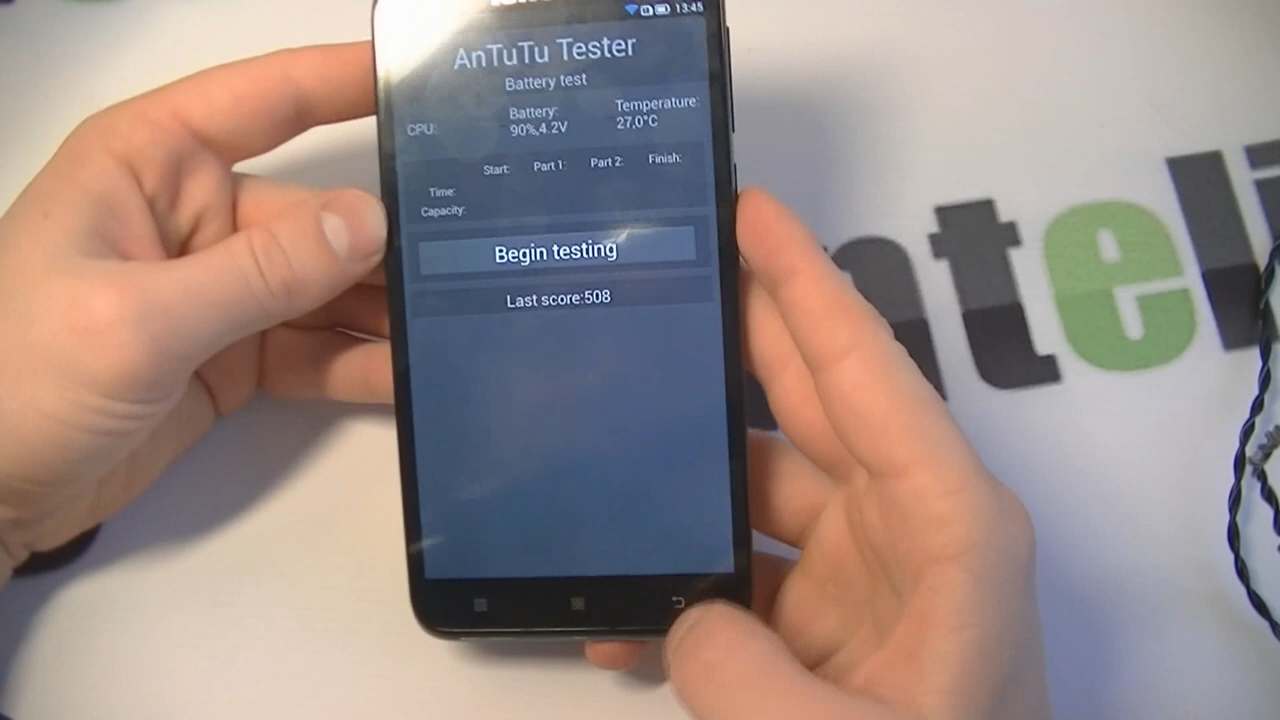 13:45
AnTuTu Tester
Battery test
CPU:
Battery:
90%,4.2V
Temperature:
27,0°C
Start: Part 1: Part 2: Finish:
Time:
Capacity:
Begin testing
Last score:508
nteli